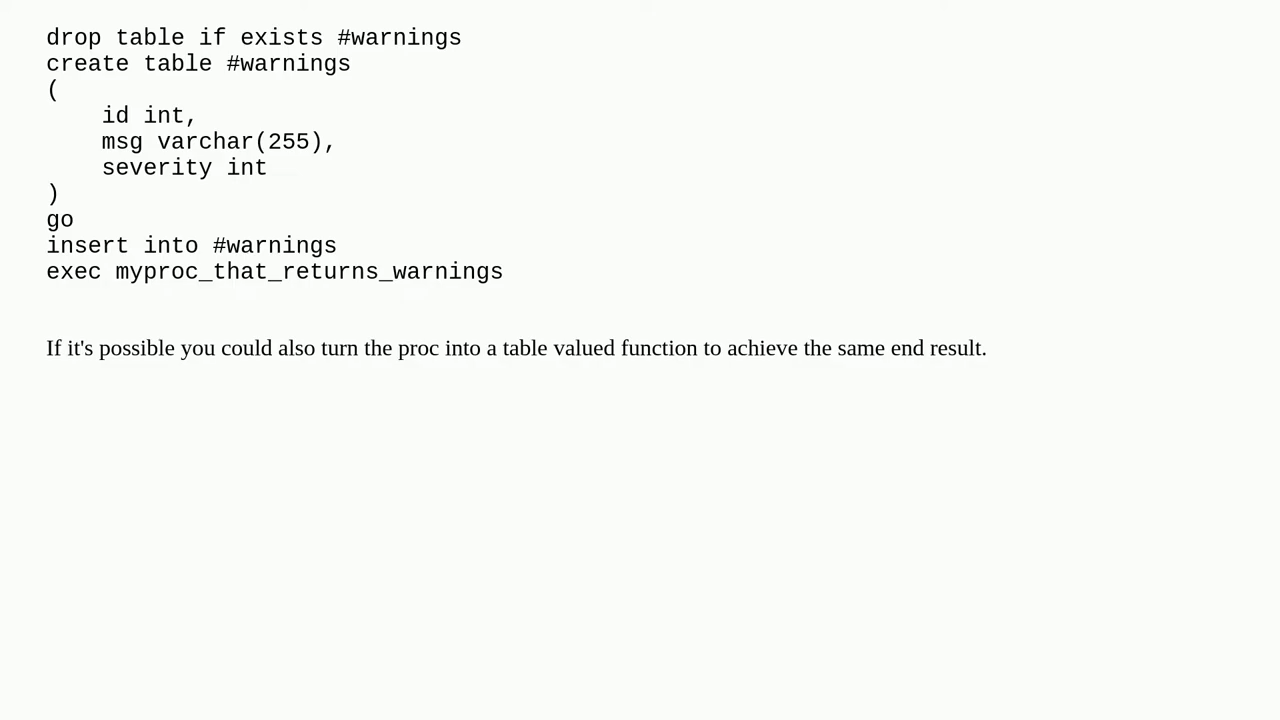 drop table if exists #warnings
create table #warnings
(
    id int,
    msg varchar(255),
    severity int
)
go
insert into #warnings
exec myproc_that_returns_warnings
If it's possible you could also turn the proc into a table valued function to achieve the same end result.